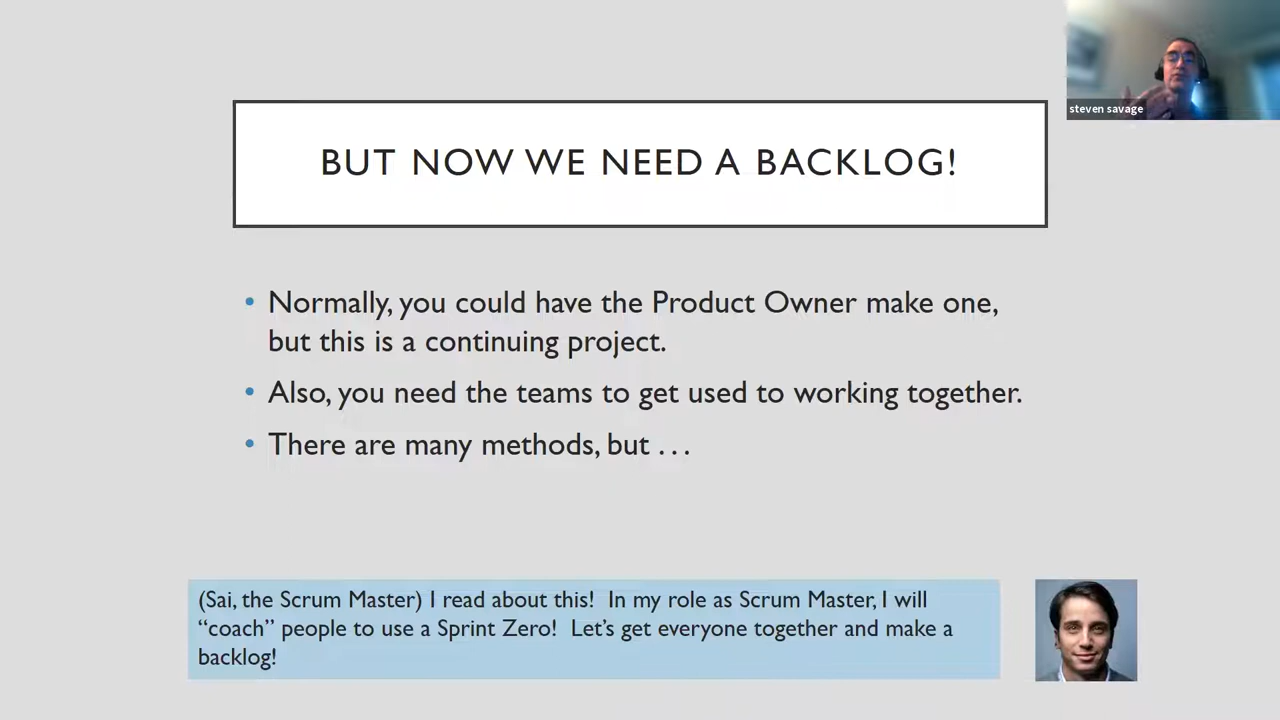 steven savage
BUT NOW WE NEED A BACKLOG!
• Normally, you could have the Product Owner make one,
but this is a continuing project.
• Also, you need the teams to get used to working together.
• There are many methods, but . . .
(Sai, the Scrum Master) I read about this!  In my role as Scrum Master, I will
“coach” people to use a Sprint Zero!  Let’s get everyone together and make a
backlog!